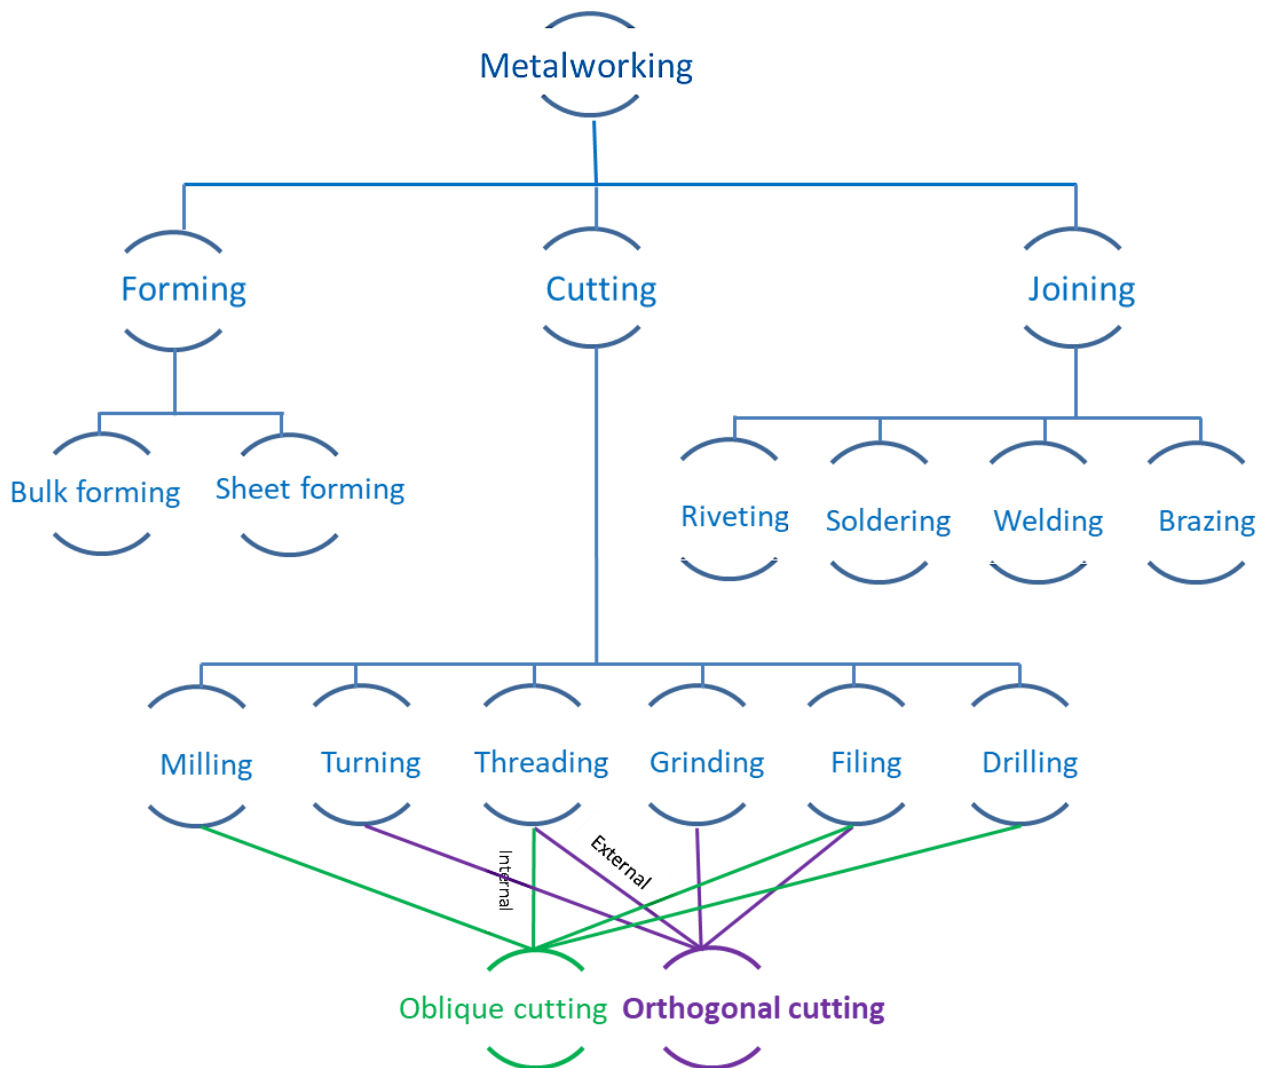 Metalworking
Forming
Cutting
Joining
Bulk forming
Sheet forming
Riveting
Soldering
Welding
Brazing
Milling
Turning
Threading
Grinding
Filing
Drilling
Internal
External
Oblique cutting
Orthogonal cutting